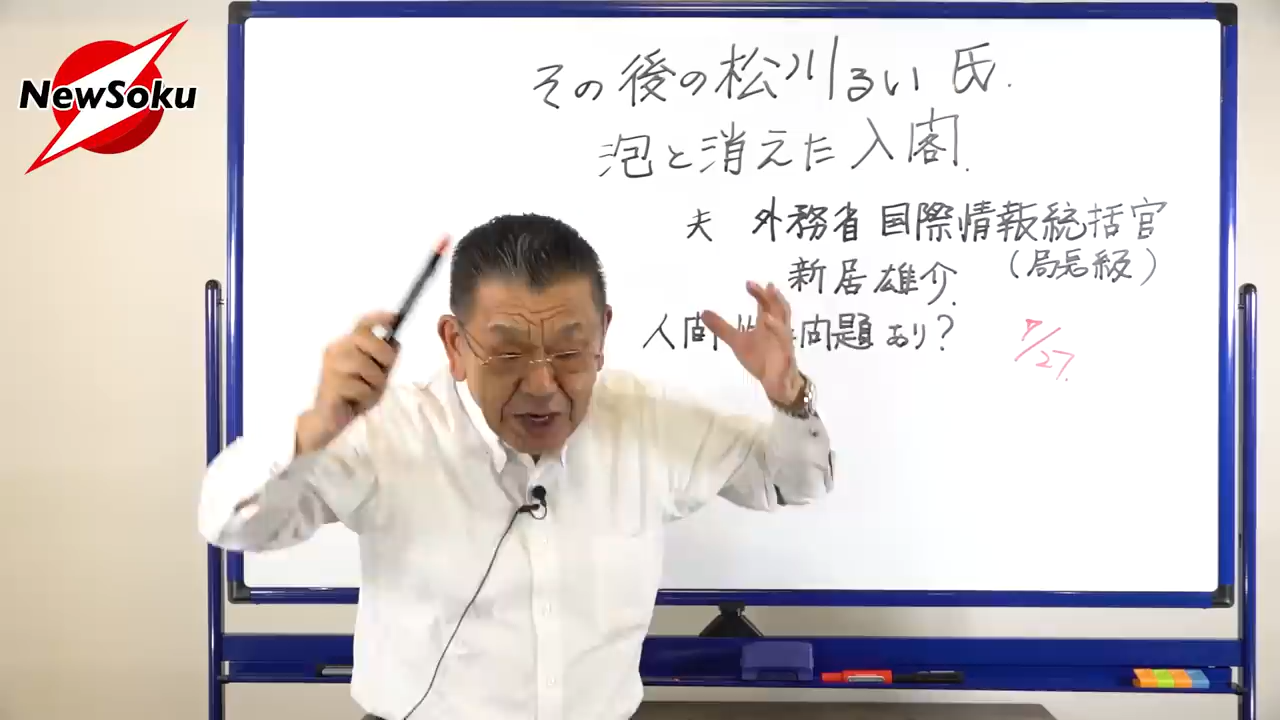 NewSoku
その後の松川るい氏.
泡と消えた入閣.
夫 外務省 国際情報統括官
新居雄介. (局長級)
人間 問題あり?
7/27.